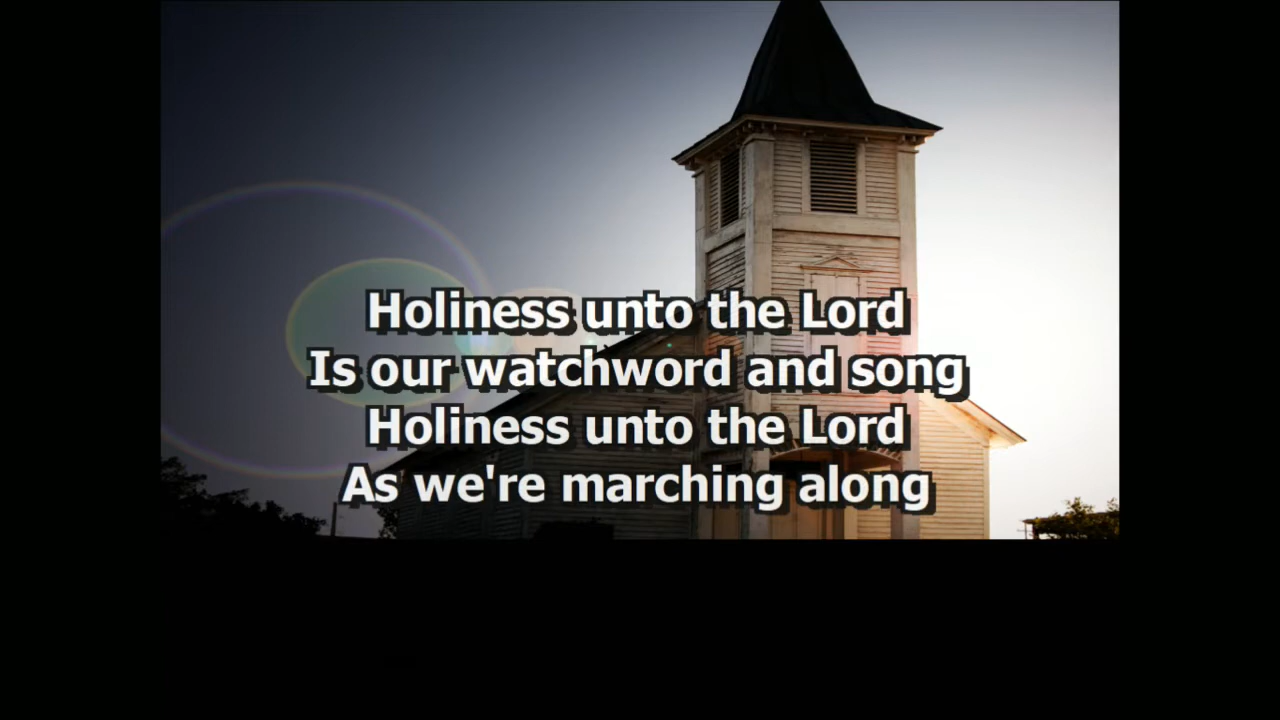 Holiness unto the Lord
Is our watchword and song
Holiness unto the Lord
As we're marching along